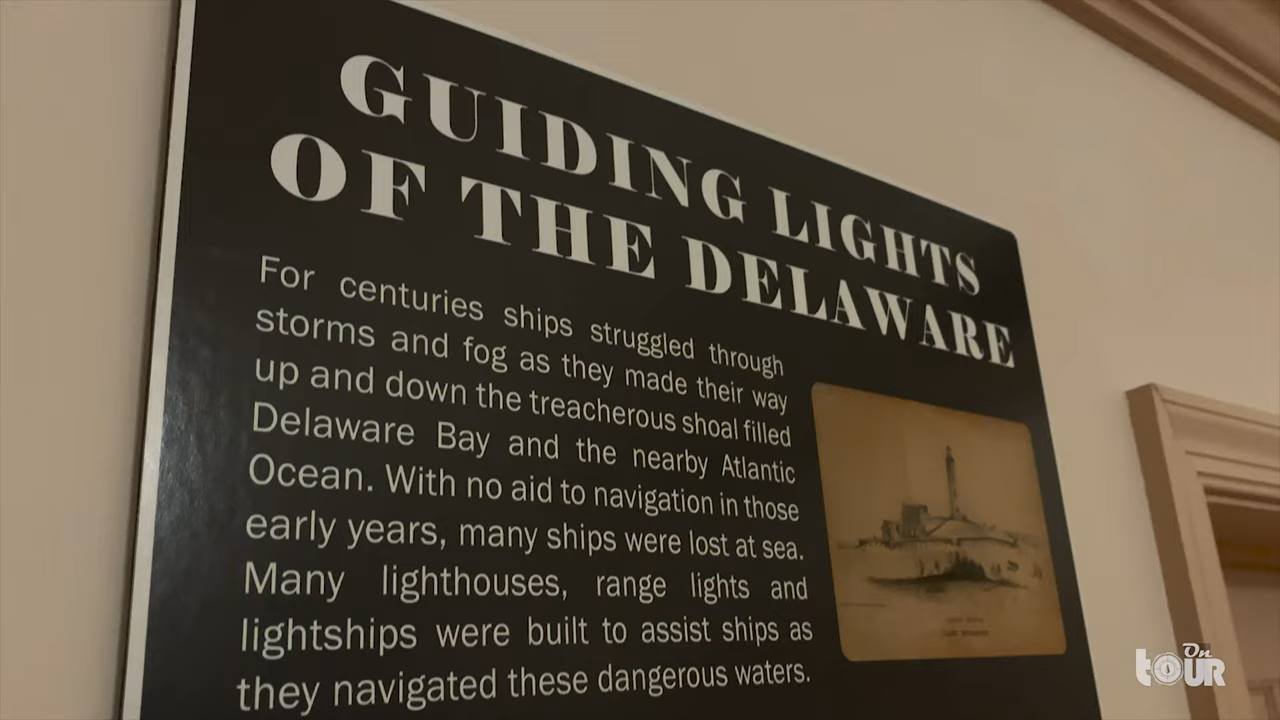 GUIDING LIGHTS
OF THE DELAWARE
For centuries ships struggled through
storms and fog as they made their way
up and down the treacherous shoal filled
Delaware Bay and the nearby Atlantic
Ocean. With no aid to navigation in those
early years, many ships were lost at sea.
Many lighthouses, range lights and
lightships were built to assist ships as
they navigated these dangerous waters.
On
tOUR